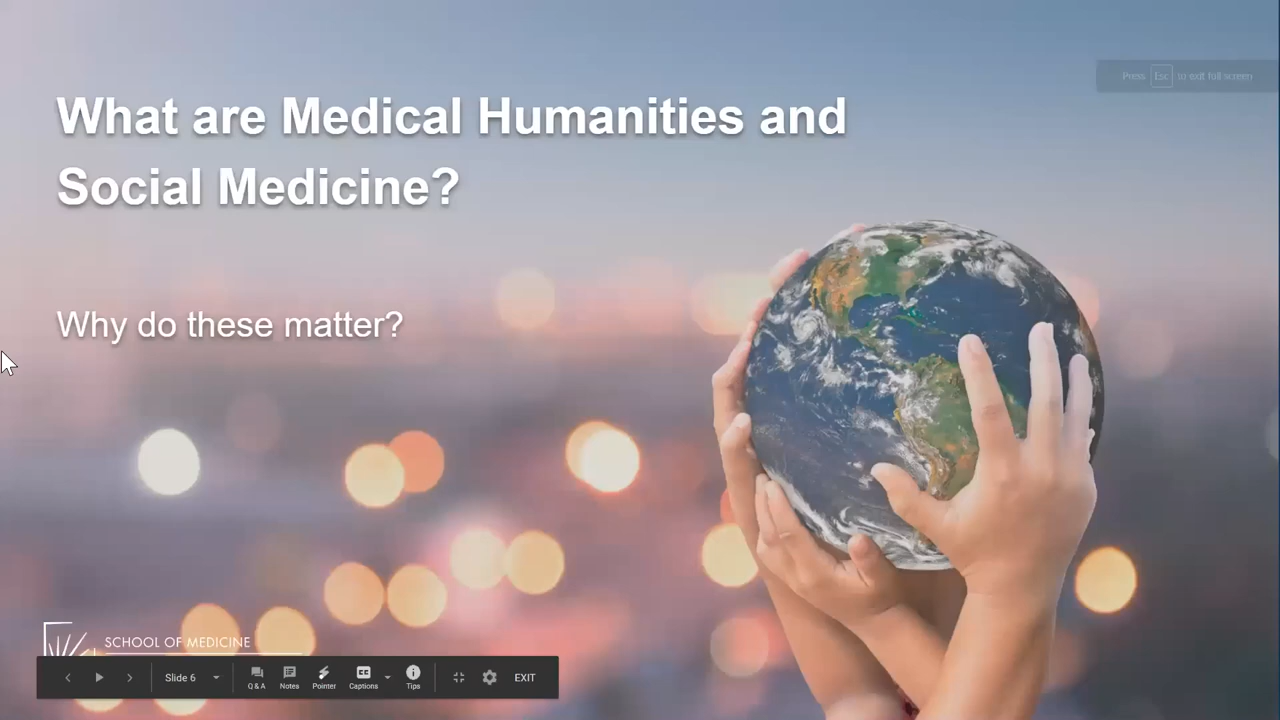 Press Esc to exit full screen
What are Medical Humanities and
Social Medicine?
Why do these matter?
SCHOOL OF MEDICINE
Slide 6
Q & A
Notes
Pointer
CC
Captions
Tips
EXIT